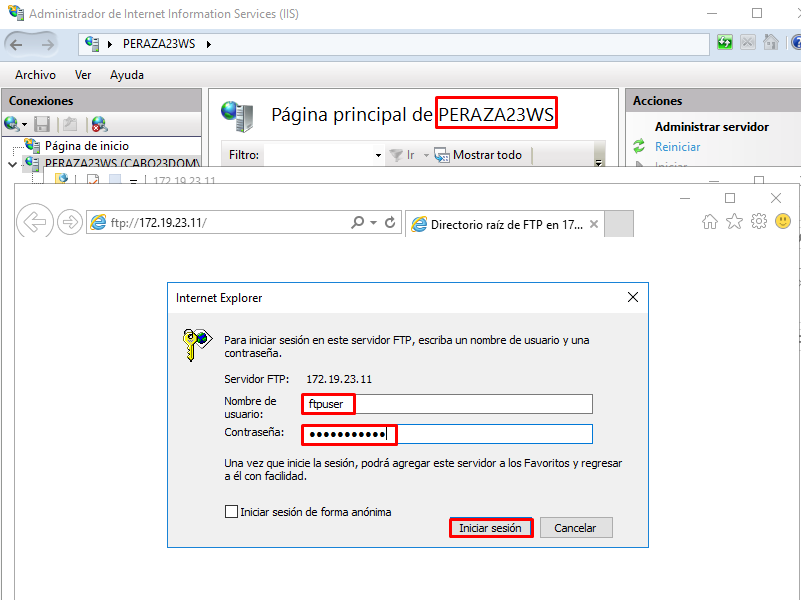 Administrador de Internet Information Services (IIS)
PERAZA23WS
Archivo Ver Ayuda
Conexiones
Página de inicio
PERAZA23WS (CABO23DOM\
Página principal de PERAZA23WS
Filtro:
Ir
Mostrar todo
Acciones
Administrar servidor
Reiniciar
Iniciar
172.19.23.11
ftp://172.19.23.11/
Directorio raíz de FTP en 17...
Internet Explorer
Para iniciar sesión en este servidor FTP, escriba un nombre de usuario y una
contraseña.
Servidor FTP: 172.19.23.11
Nombre de
usuario:
ftpuser
Contraseña: ●●●●●●●●●●●
Una vez que inicie la sesión, podrá agregar este servidor a los Favoritos y regresar
a él con facilidad.
Iniciar sesión de forma anónima
Iniciar sesión
Cancelar